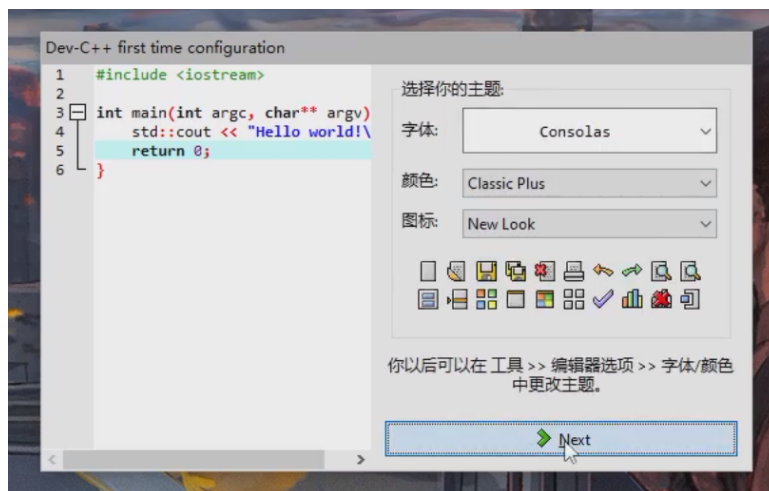 Dev-C++ first time configuration
1 #include <iostream>
2
3 int main(int argc, char** argv)
4 std::cout << "Hello world!\
5 return 0;
6 }
选择你的主题:
字体: Consolas
颜色: Classic Plus
图标: New Look
你以后可以在 工具 >> 编辑器选项 >> 字体/颜色
中更改主题。
Next